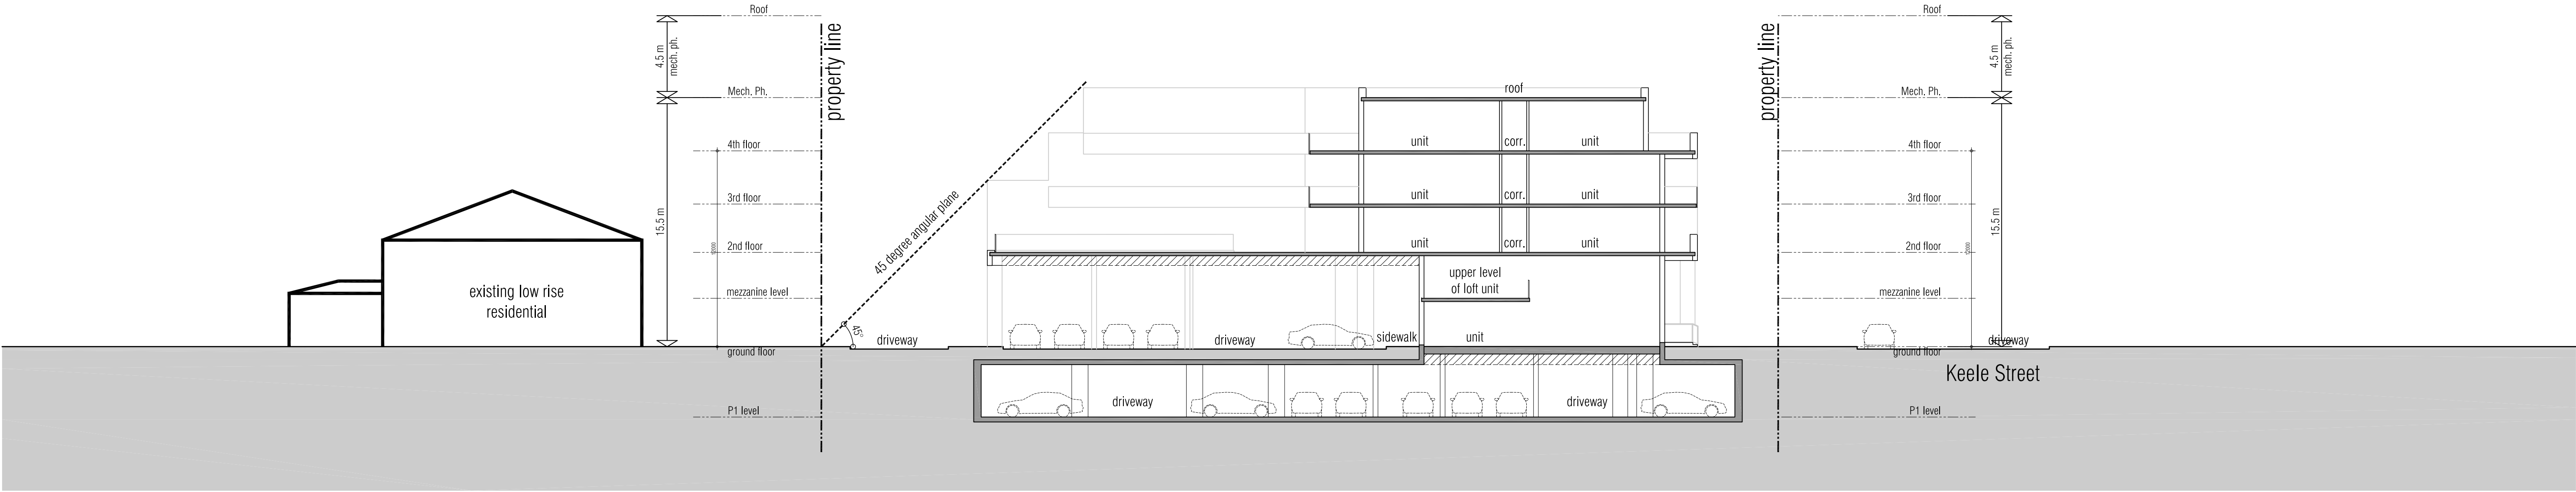 Roof
4.5 m
mech. ph.
Mech. Ph.
4th floor
3rd floor
15.5 m
2nd floor
mezzanine level
ground floor
P1 level
property line
existing low rise
residential
45 degree angular plane
45°
driveway
roof
unit
corr.
unit
unit
corr.
unit
unit
corr.
unit
upper level
of loft unit
driveway
sidewalk
unit
driveway
driveway
property line
Roof
4.5 m
mech. ph.
Mech. Ph.
4th floor
3rd floor
15.5 m
2nd floor
mezzanine level
driveway
ground floor
Keele Street
P1 level